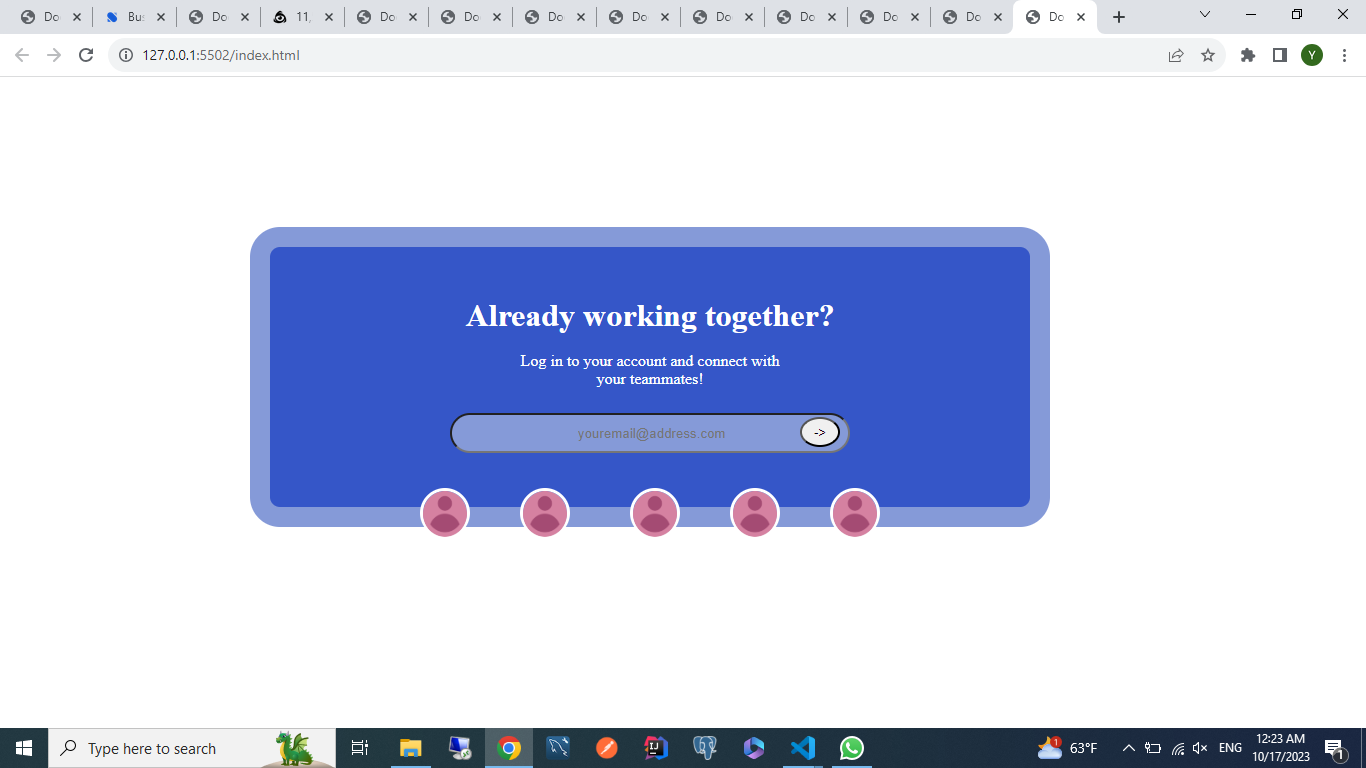 Do
Bus
Do
11,
Do
Do
Do
Do
Do
Do
Do
Do
Do
127.0.0.1:5502/index.html
Y
Already working together?
Log in to your account and connect with
your teammates!
youremail@address.com
->
Type here to search
1
63°F
ENG
12:23 AM
10/17/2023
1